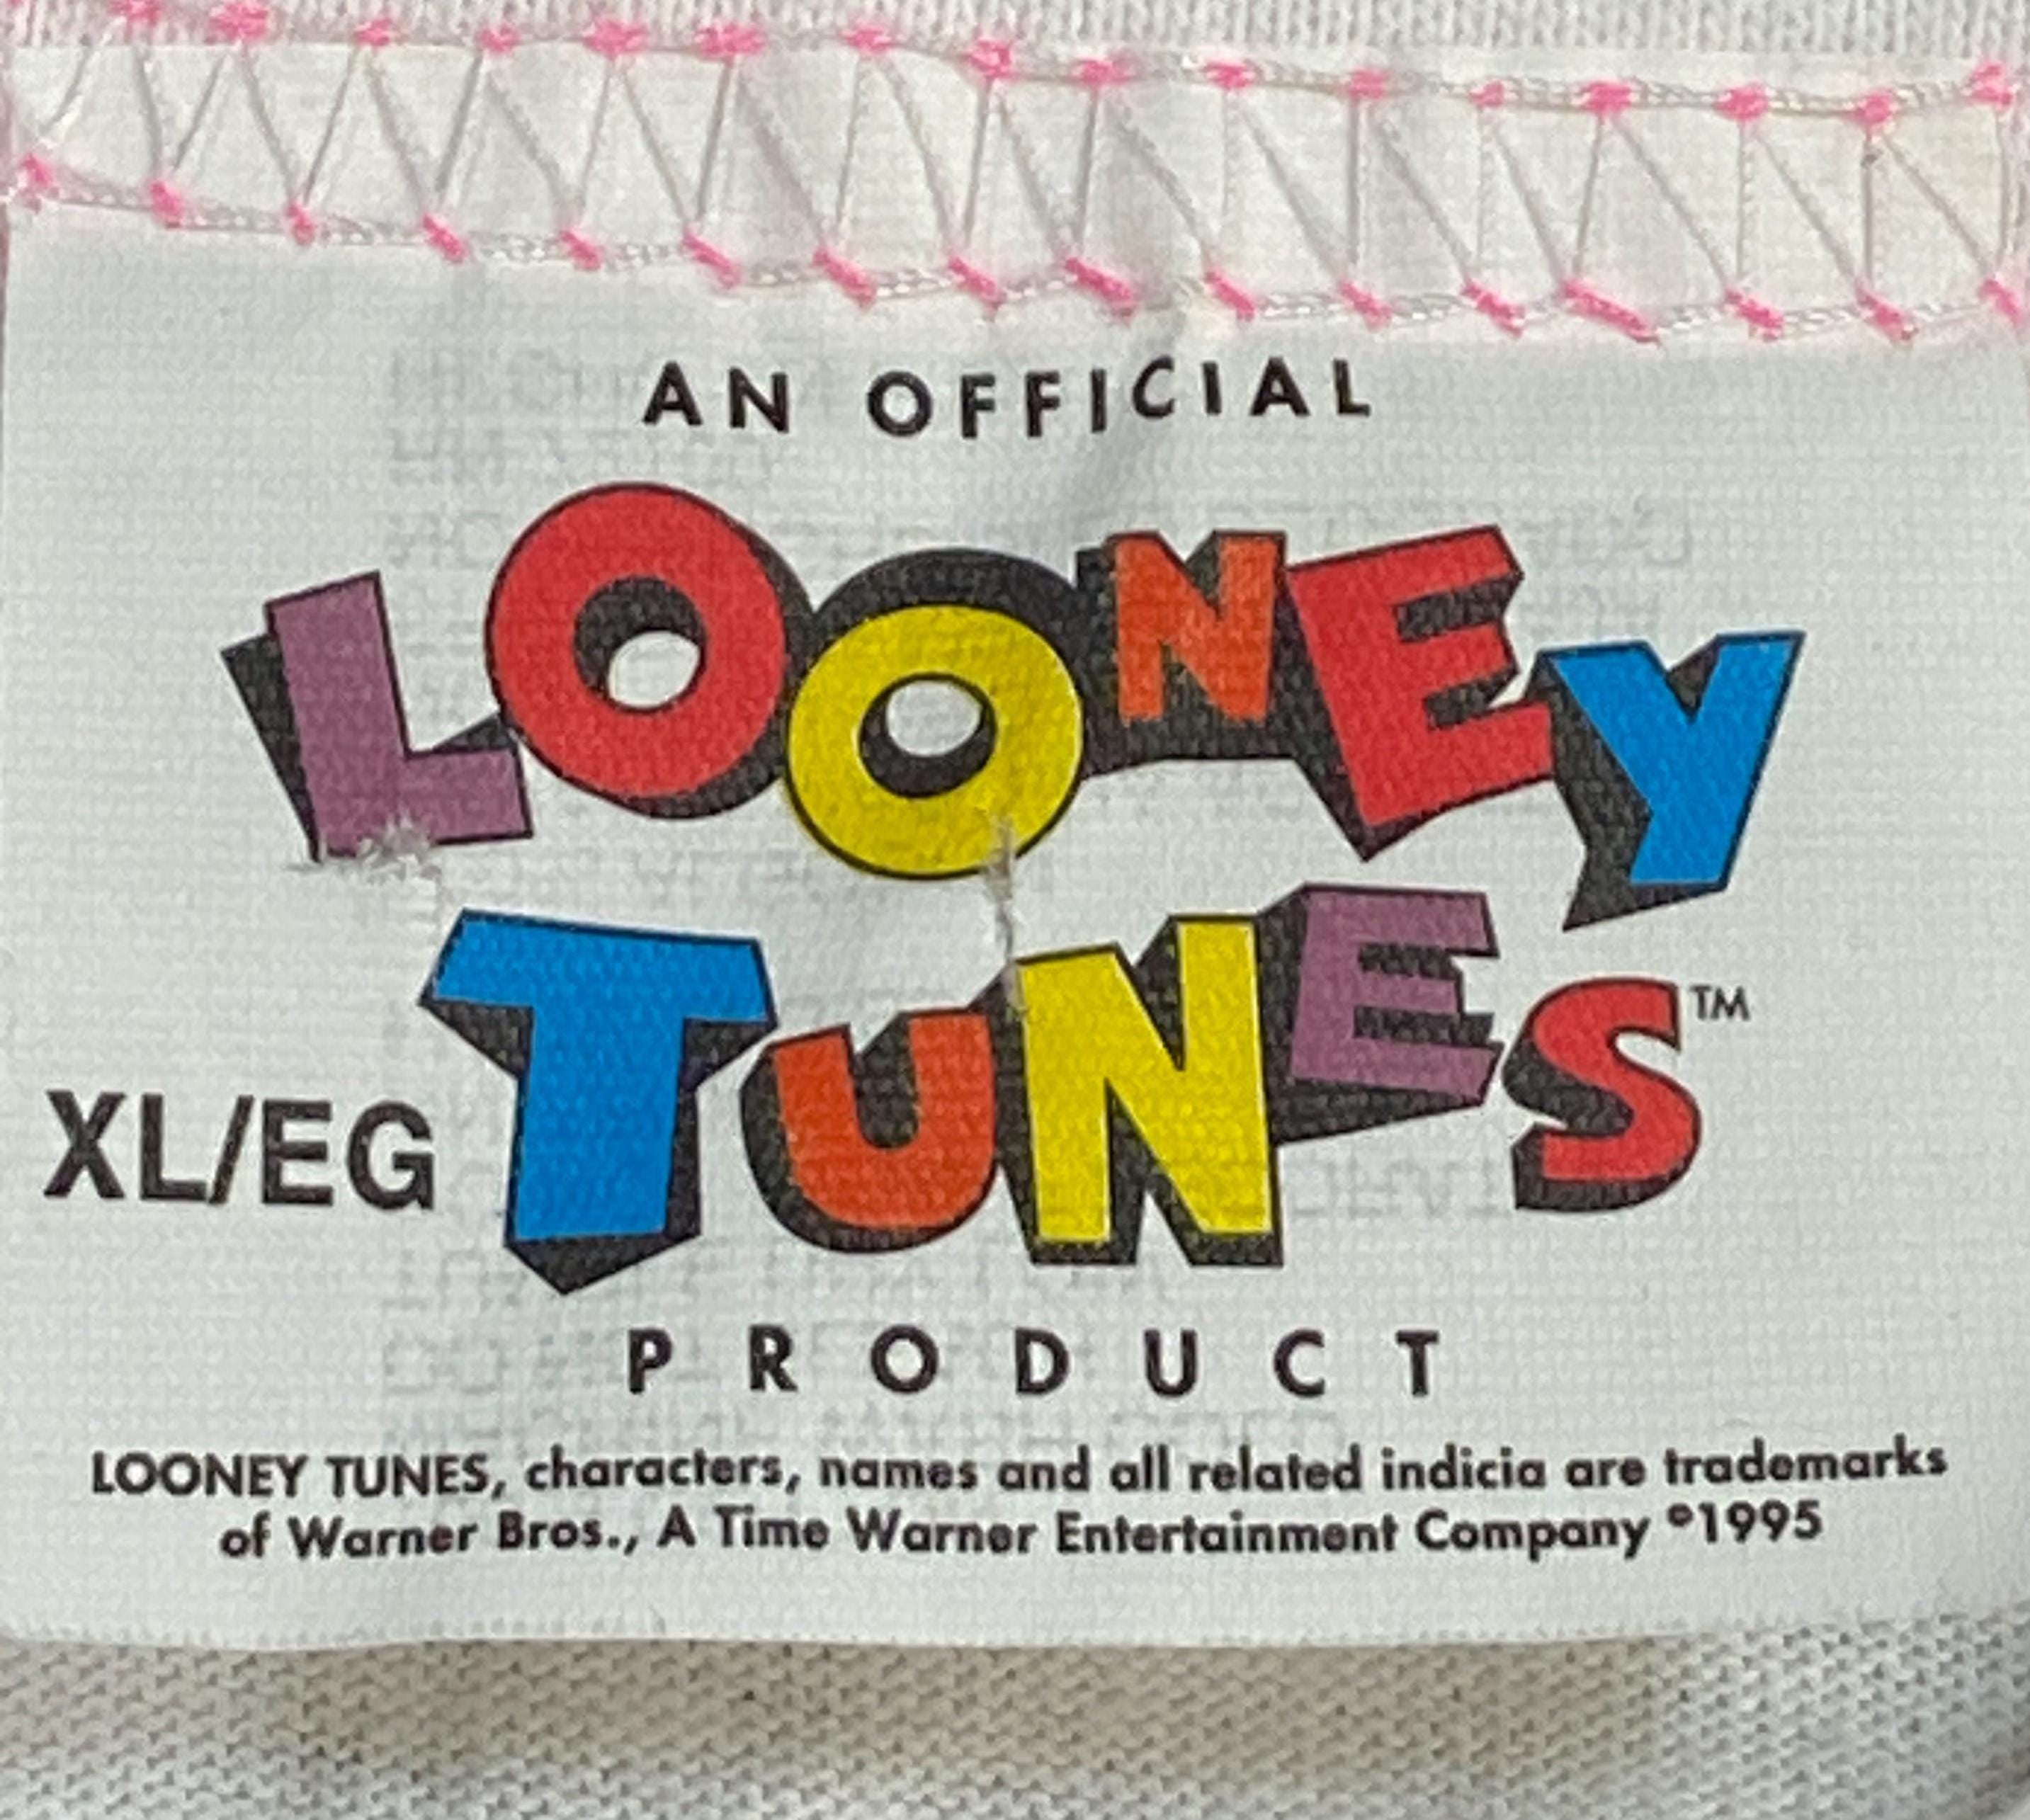 AN OFFICIAL
LOONEY
TUNES™
XL/EG
PRODUCT
LOONEY TUNES, characters, names and all related indicia are trademarks
of Warner Bros., A Time Warner Entertainment Company ©1995